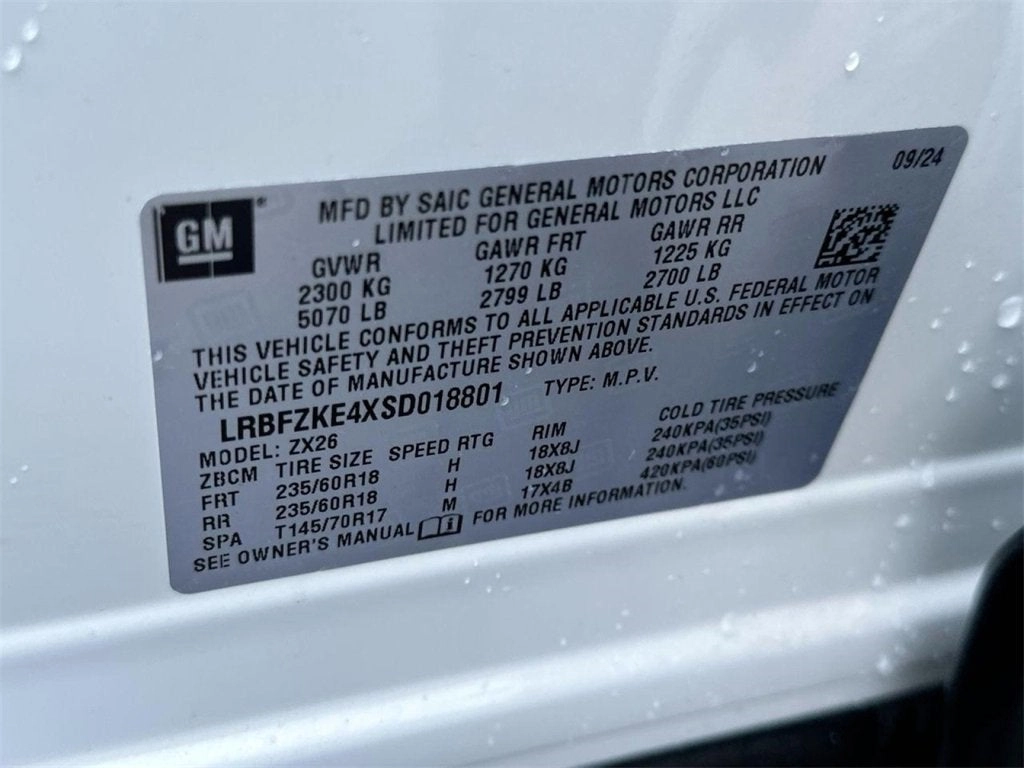 GM
®
09/24
MFD BY SAIC GENERAL MOTORS CORPORATION
LIMITED FOR GENERAL MOTORS LLC
GVWR GAWR FRT GAWR RR
2300 KG 1270 KG 1225 KG
5070 LB 2799 LB 2700 LB
THIS VEHICLE CONFORMS TO ALL APPLICABLE U.S. FEDERAL MOTOR
VEHICLE SAFETY AND THEFT PREVENTION STANDARDS IN EFFECT ON
THE DATE OF MANUFACTURE SHOWN ABOVE.
LRBFZKE4XSD018801 TYPE: M.P.V.
MODEL: ZX26
ZBCM TIRE SIZE SPEED RTG RIM COLD TIRE PRESSURE
FRT 235/60R18 H 18X8J 240KPA(35PSI)
RR 235/60R18 H 18X8J 240KPA(35PSI)
SPA T145/70R17 M 17X4B 420KPA(60PSI)
SEE OWNER'S MANUAL i FOR MORE INFORMATION.